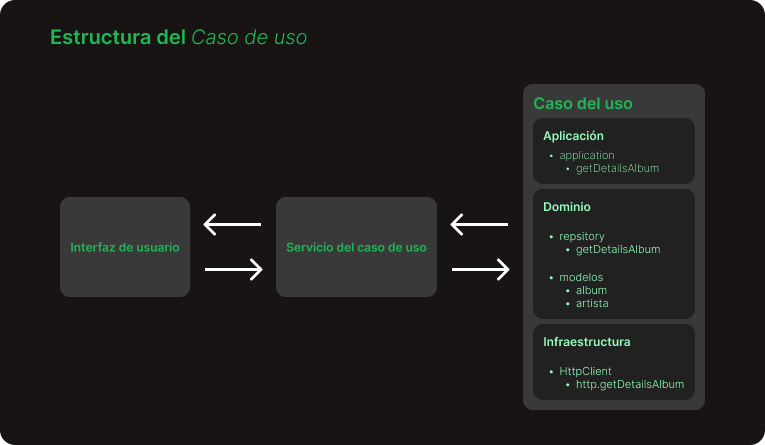 Estructura del Caso de uso
Interfaz de usuario
Servicio del caso de uso
Caso del uso
Aplicación
• application
• getDetailsAlbum
Dominio
• repsitory
• getDetailsAlbum
• modelos
• album
• artista
Infraestructura
• HttpClient
• http.getDetailsAlbum